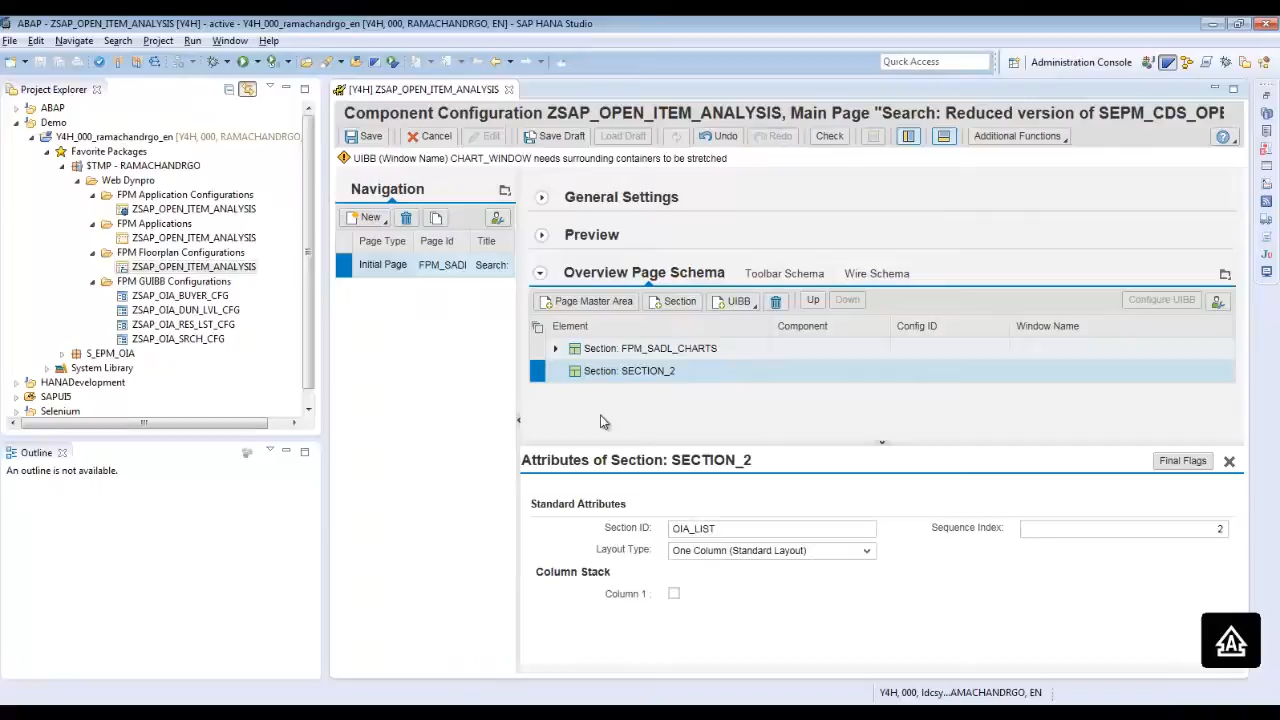 ABAP - ZSAP_OPEN_ITEM_ANALYSIS [Y4H] - active - Y4H_000_ramachandrgo_en [Y4H, 000, RAMACHANDRGO, EN] - SAP HANA Studio
File Edit Navigate Search Project Run Window Help
Quick Access
Administration Console
Project Explorer
[Y4H] ZSAP_OPEN_ITEM_ANALYSIS
ABAP
Demo
Y4H_000_ramachandrgo_en [Y4H, 000, RAMACHANDRGO,
Favorite Packages
$TMP - RAMACHANDRGO
Web Dynpro
FPM Application Configurations
ZSAP_OPEN_ITEM_ANALYSIS
FPM Applications
ZSAP_OPEN_ITEM_ANALYSIS
FPM Floorplan Configurations
ZSAP_OPEN_ITEM_ANALYSIS
FPM GUIBB Configurations
ZSAP_OIA_BUYER_CFG
ZSAP_OIA_DUN_LVL_CFG
ZSAP_OIA_RES_LST_CFG
ZSAP_OIA_SRCH_CFG
S_EPM_OIA
System Library
HANADevelopment
SAPUI5
Selenium
Outline
An outline is not available.
Component Configuration ZSAP_OPEN_ITEM_ANALYSIS, Main Page "Search: Reduced version of SEPM_CDS_OPE
Save Cancel Edit Save Draft Load Draft Undo Redo Check Additional Functions
UIBB (Window Name) CHART_WINDOW needs surrounding containers to be stretched
Navigation
New
Page Type Page Id Title
Initial Page FPM_SADI Search:
General Settings
Preview
Overview Page Schema Toolbar Schema Wire Schema
Page Master Area Section UIBB Up Down Configure UIBB
Element Component Config ID Window Name
Section: FPM_SADL_CHARTS
Section: SECTION_2
Attributes of Section: SECTION_2
Final Flags
Standard Attributes
Section ID: OIA_LIST Sequence Index: 2
Layout Type: One Column (Standard Layout)
Column Stack
Column 1 :
A
Y4H, 000, ldcsy...AMACHANDRGO, EN